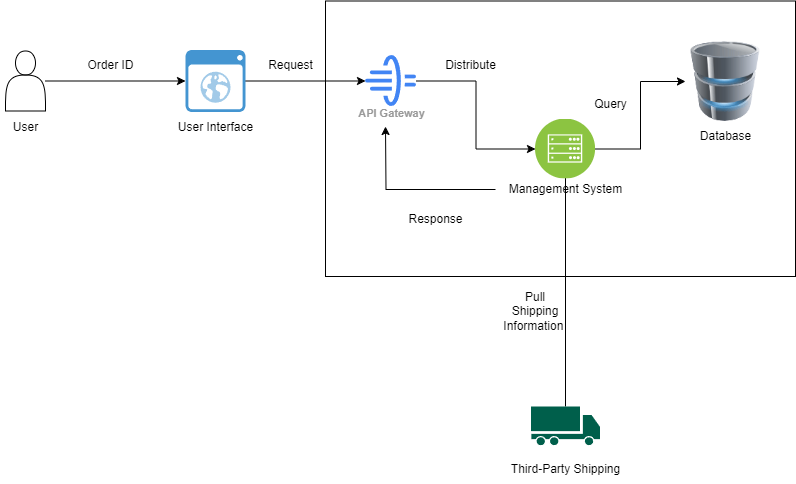 Order ID
Request
Distribute
Query
API Gateway
User
User Interface
Database
Management System
Response
Pull
Shipping
Information
Third-Party Shipping